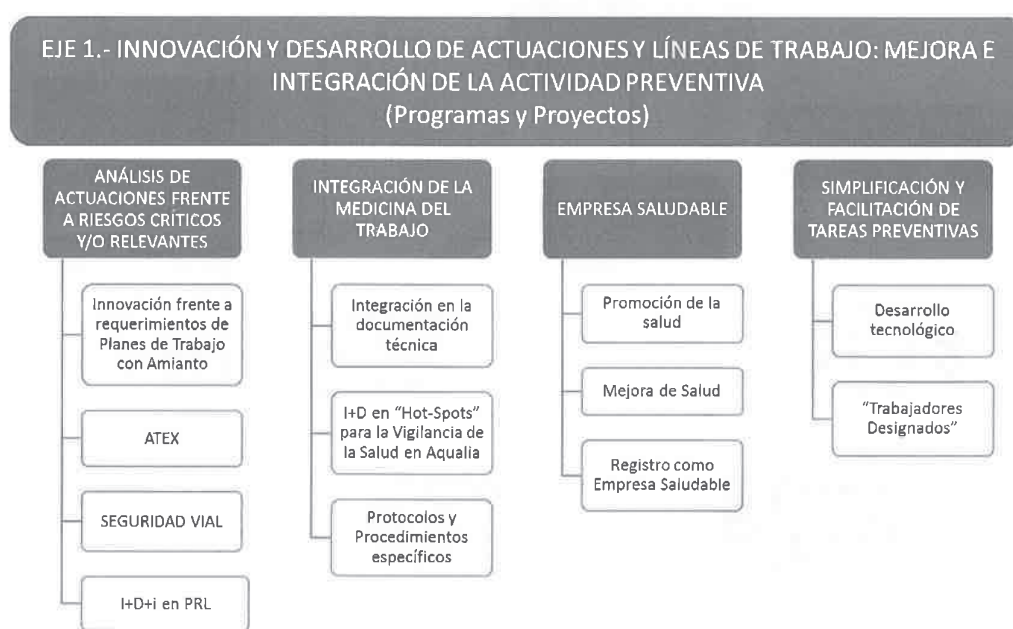 EJE 1.- INNOVACIÓN Y DESARROLLO DE ACTUACIONES Y LÍNEAS DE TRABAJO: MEJORA E
INTEGRACIÓN DE LA ACTIVIDAD PREVENTIVA
(Programas y Proyectos)
ANÁLISIS DE
ACTUACIONES FRENTE
A RIESGOS CRÍTICOS
Y/O RELEVANTES
Innovación frente a
requerimientos de
Planes de Trabajo
con Amianto
ATEX
SEGURIDAD VIAL
I+D+i en PRL
INTEGRACIÓN DE LA
MEDICINA DEL
TRABAJO
Integración en la
documentación
técnica
I+D en "Hot-Spots"
para la Vigilancia de
la Salud en Aqualia
Protocolos y
Procedimientos
específicos
EMPRESA SALUDABLE
Promoción de la
salud
Mejora de Salud
Registro como
Empresa Saludable
SIMPLIFICACIÓN Y
FACILITACIÓN DE
TAREAS PREVENTIVAS
Desarrollo
tecnológico
"Trabajadores
Designados"